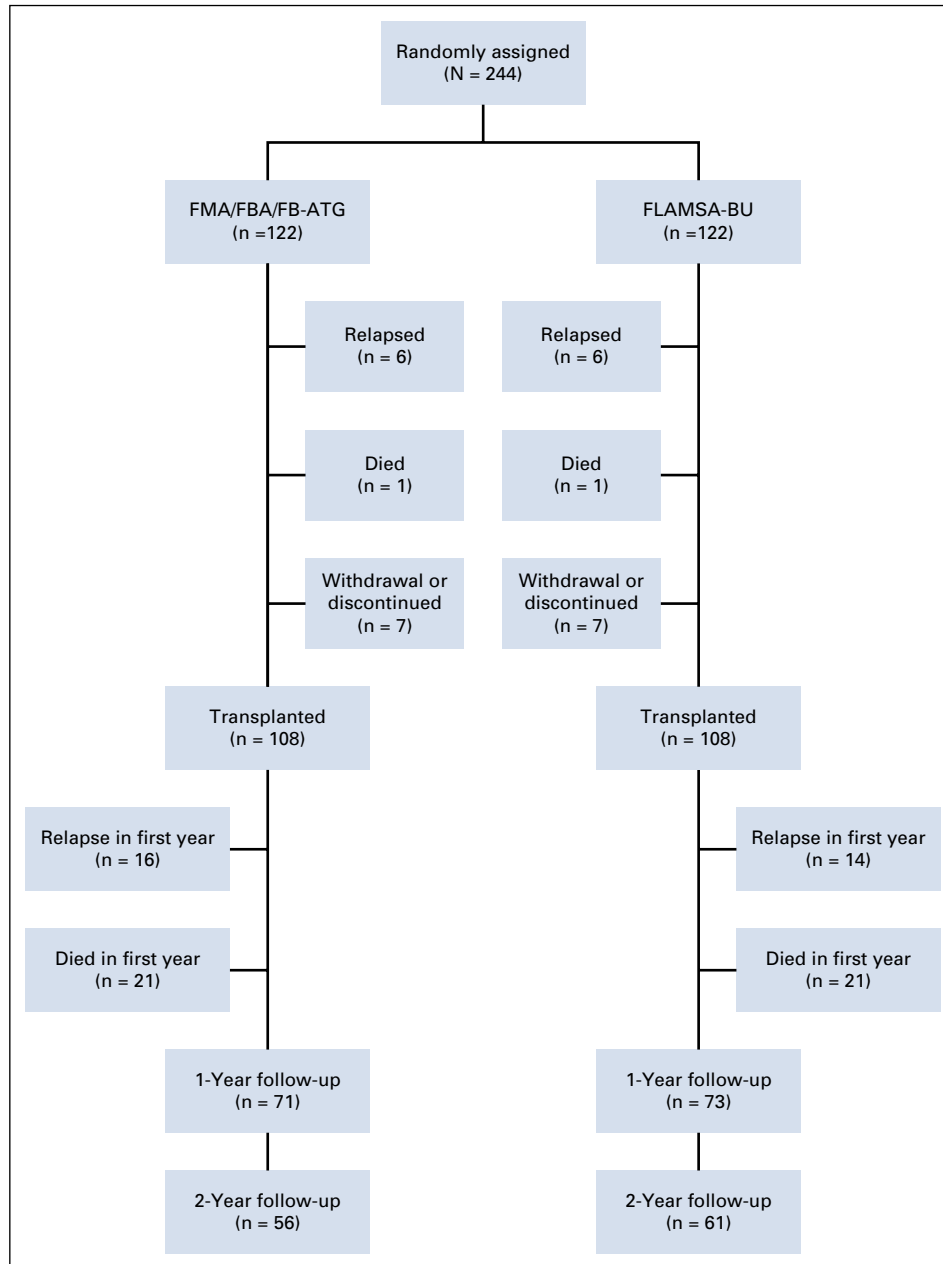 Randomly assigned
(N = 244)
FMA/FBA/FB-ATG
(n =122)
FLAMSA-BU
(n =122)
Relapsed
(n = 6)
Relapsed
(n = 6)
Died
(n = 1)
Died
(n = 1)
Withdrawal or
discontinued
(n = 7)
Withdrawal or
discontinued
(n = 7)
Transplanted
(n = 108)
Transplanted
(n = 108)
Relapse in first year
(n = 16)
Relapse in first year
(n = 14)
Died in first year
(n = 21)
Died in first year
(n = 21)
1-Year follow-up
(n = 71)
1-Year follow-up
(n = 73)
2-Year follow-up
(n = 56)
2-Year follow-up
(n = 61)